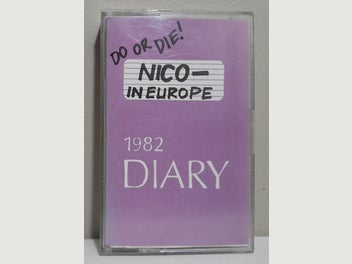 DO OR DIE!
NICO—
IN EUROPE
1982
DIARY